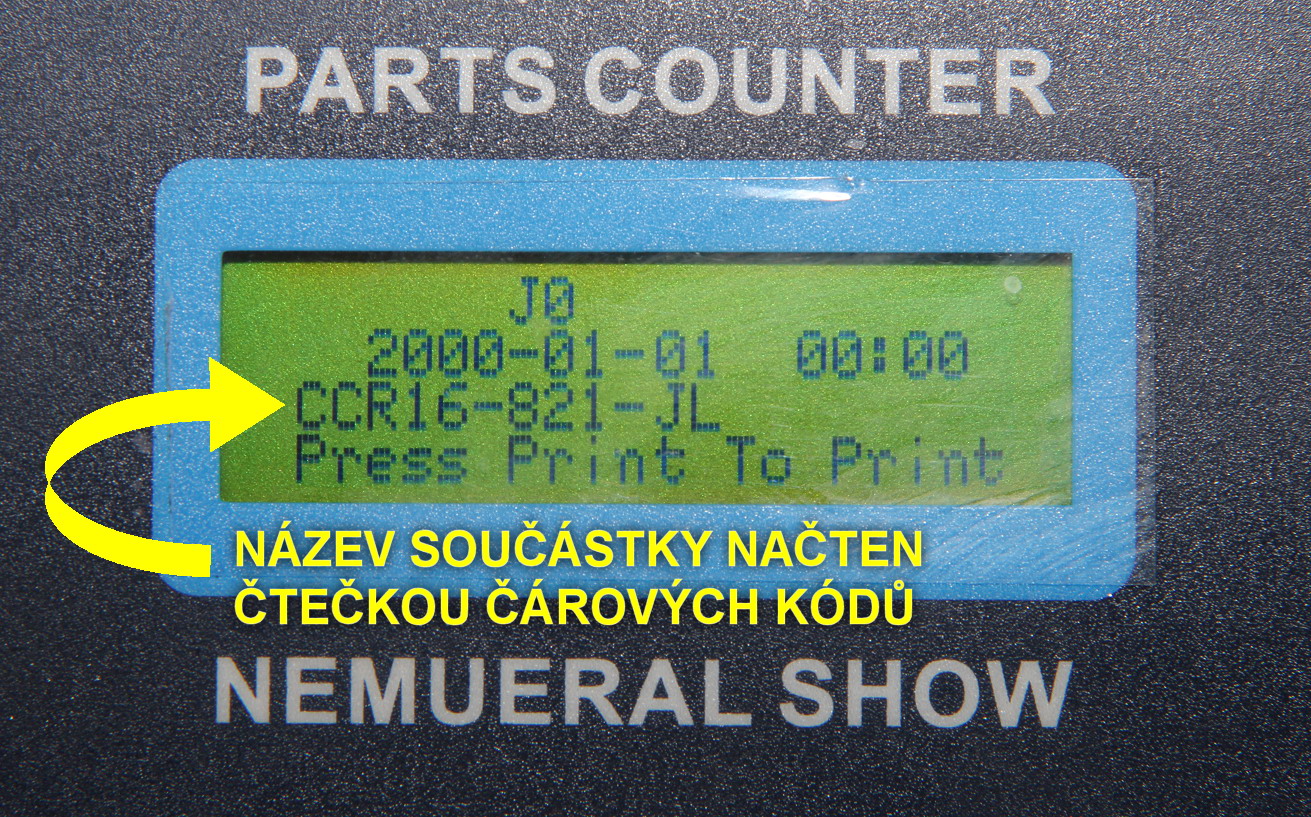 PARTS COUNTER
J0
2000-01-01 00:00
CCR16-821-JL
Press Print To Print
NÁZEV SOUČÁSTKY NAČTEN
ČTEČKOU ČÁROVÝCH KÓDŮ
NEMUERAL SHOW